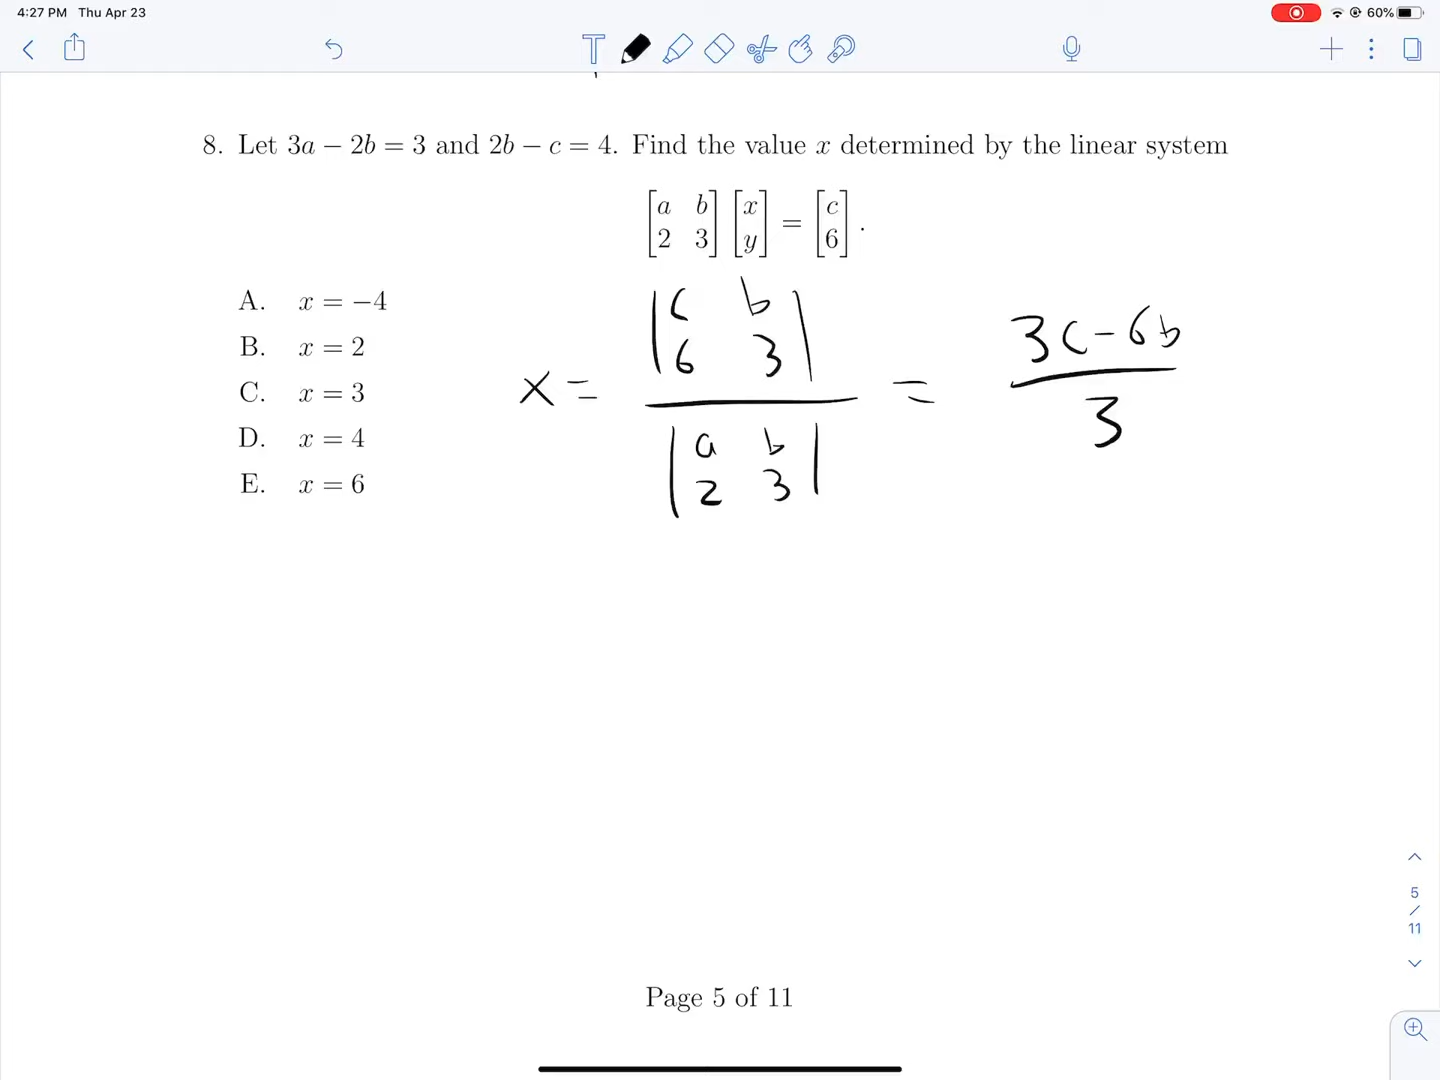 4:27 PM Thu Apr 23
60%
8. Let 3a − 2b = 3 and 2b − c = 4. Find the value x determined by the linear system
[a b; 2 3] [x; y] = [c; 6].
A. x = −4
B. x = 2
C. x = 3
D. x = 4
E. x = 6
x = |c b; 6 3| / |a b; 2 3| = (3c − 6b) / 3
5
/
11
Page 5 of 11